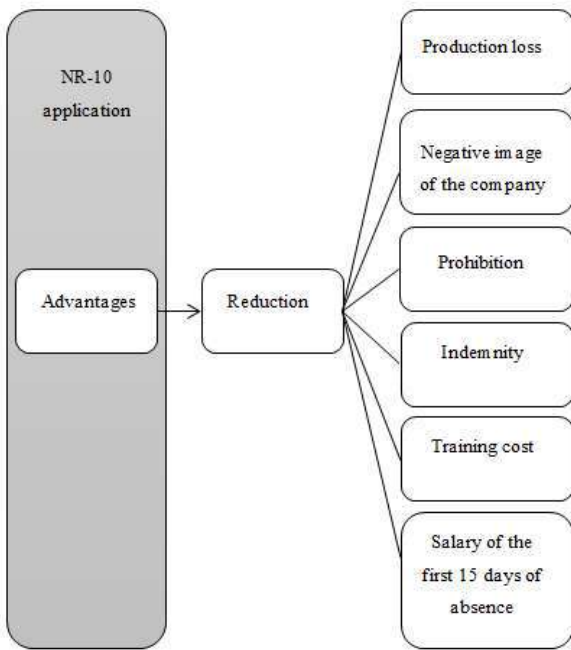 NR-10
application
Advantages
Reduction
Production loss
Negative image
of the company
Prohibition
Indemnity
Training cost
Salary of the
first 15 days of
absence